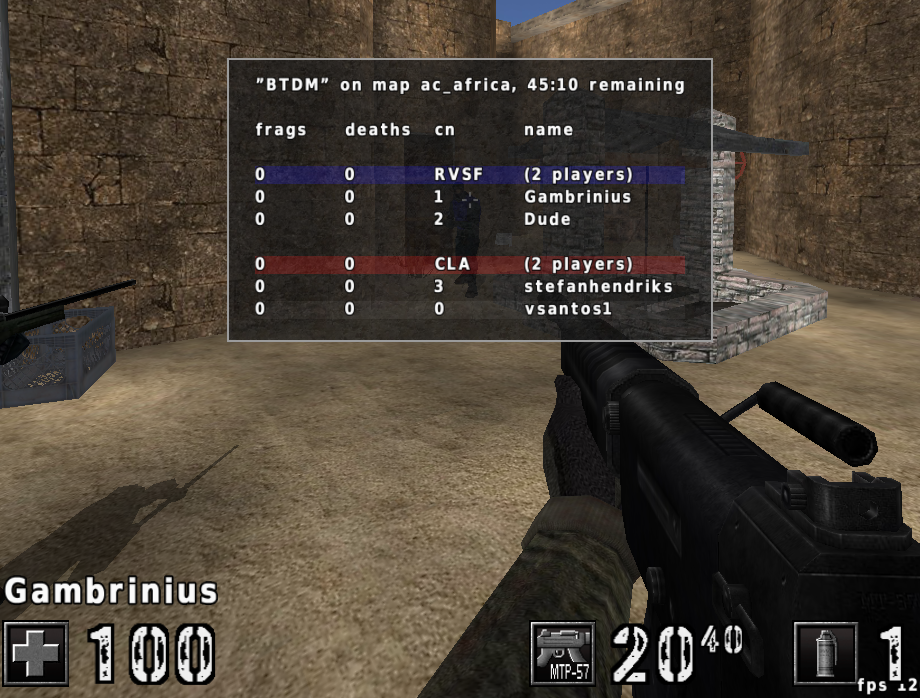 "BTDM" on map ac_africa, 45:10 remaining
frags deaths cn name
0 0 RVSF (2 players)
0 0 1 Gambrinius
0 0 2 Dude
0 0 CLA (2 players)
0 0 3 stefanhendriks
0 0 0 vsantos1
Gambrinius
100 MTP-57 20 40 1
fps 12
MTP-57